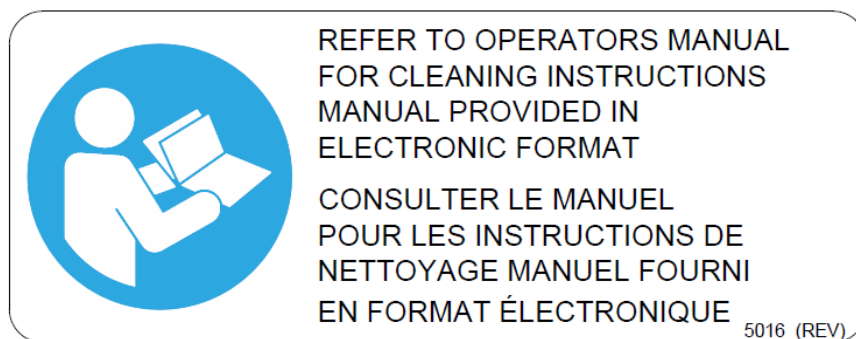 REFER TO OPERATORS MANUAL
FOR CLEANING INSTRUCTIONS
MANUAL PROVIDED IN
ELECTRONIC FORMAT
CONSULTER LE MANUEL
POUR LES INSTRUCTIONS DE
NETTOYAGE MANUEL FOURNI
EN FORMAT ÉLECTRONIQUE
5016 (REV)